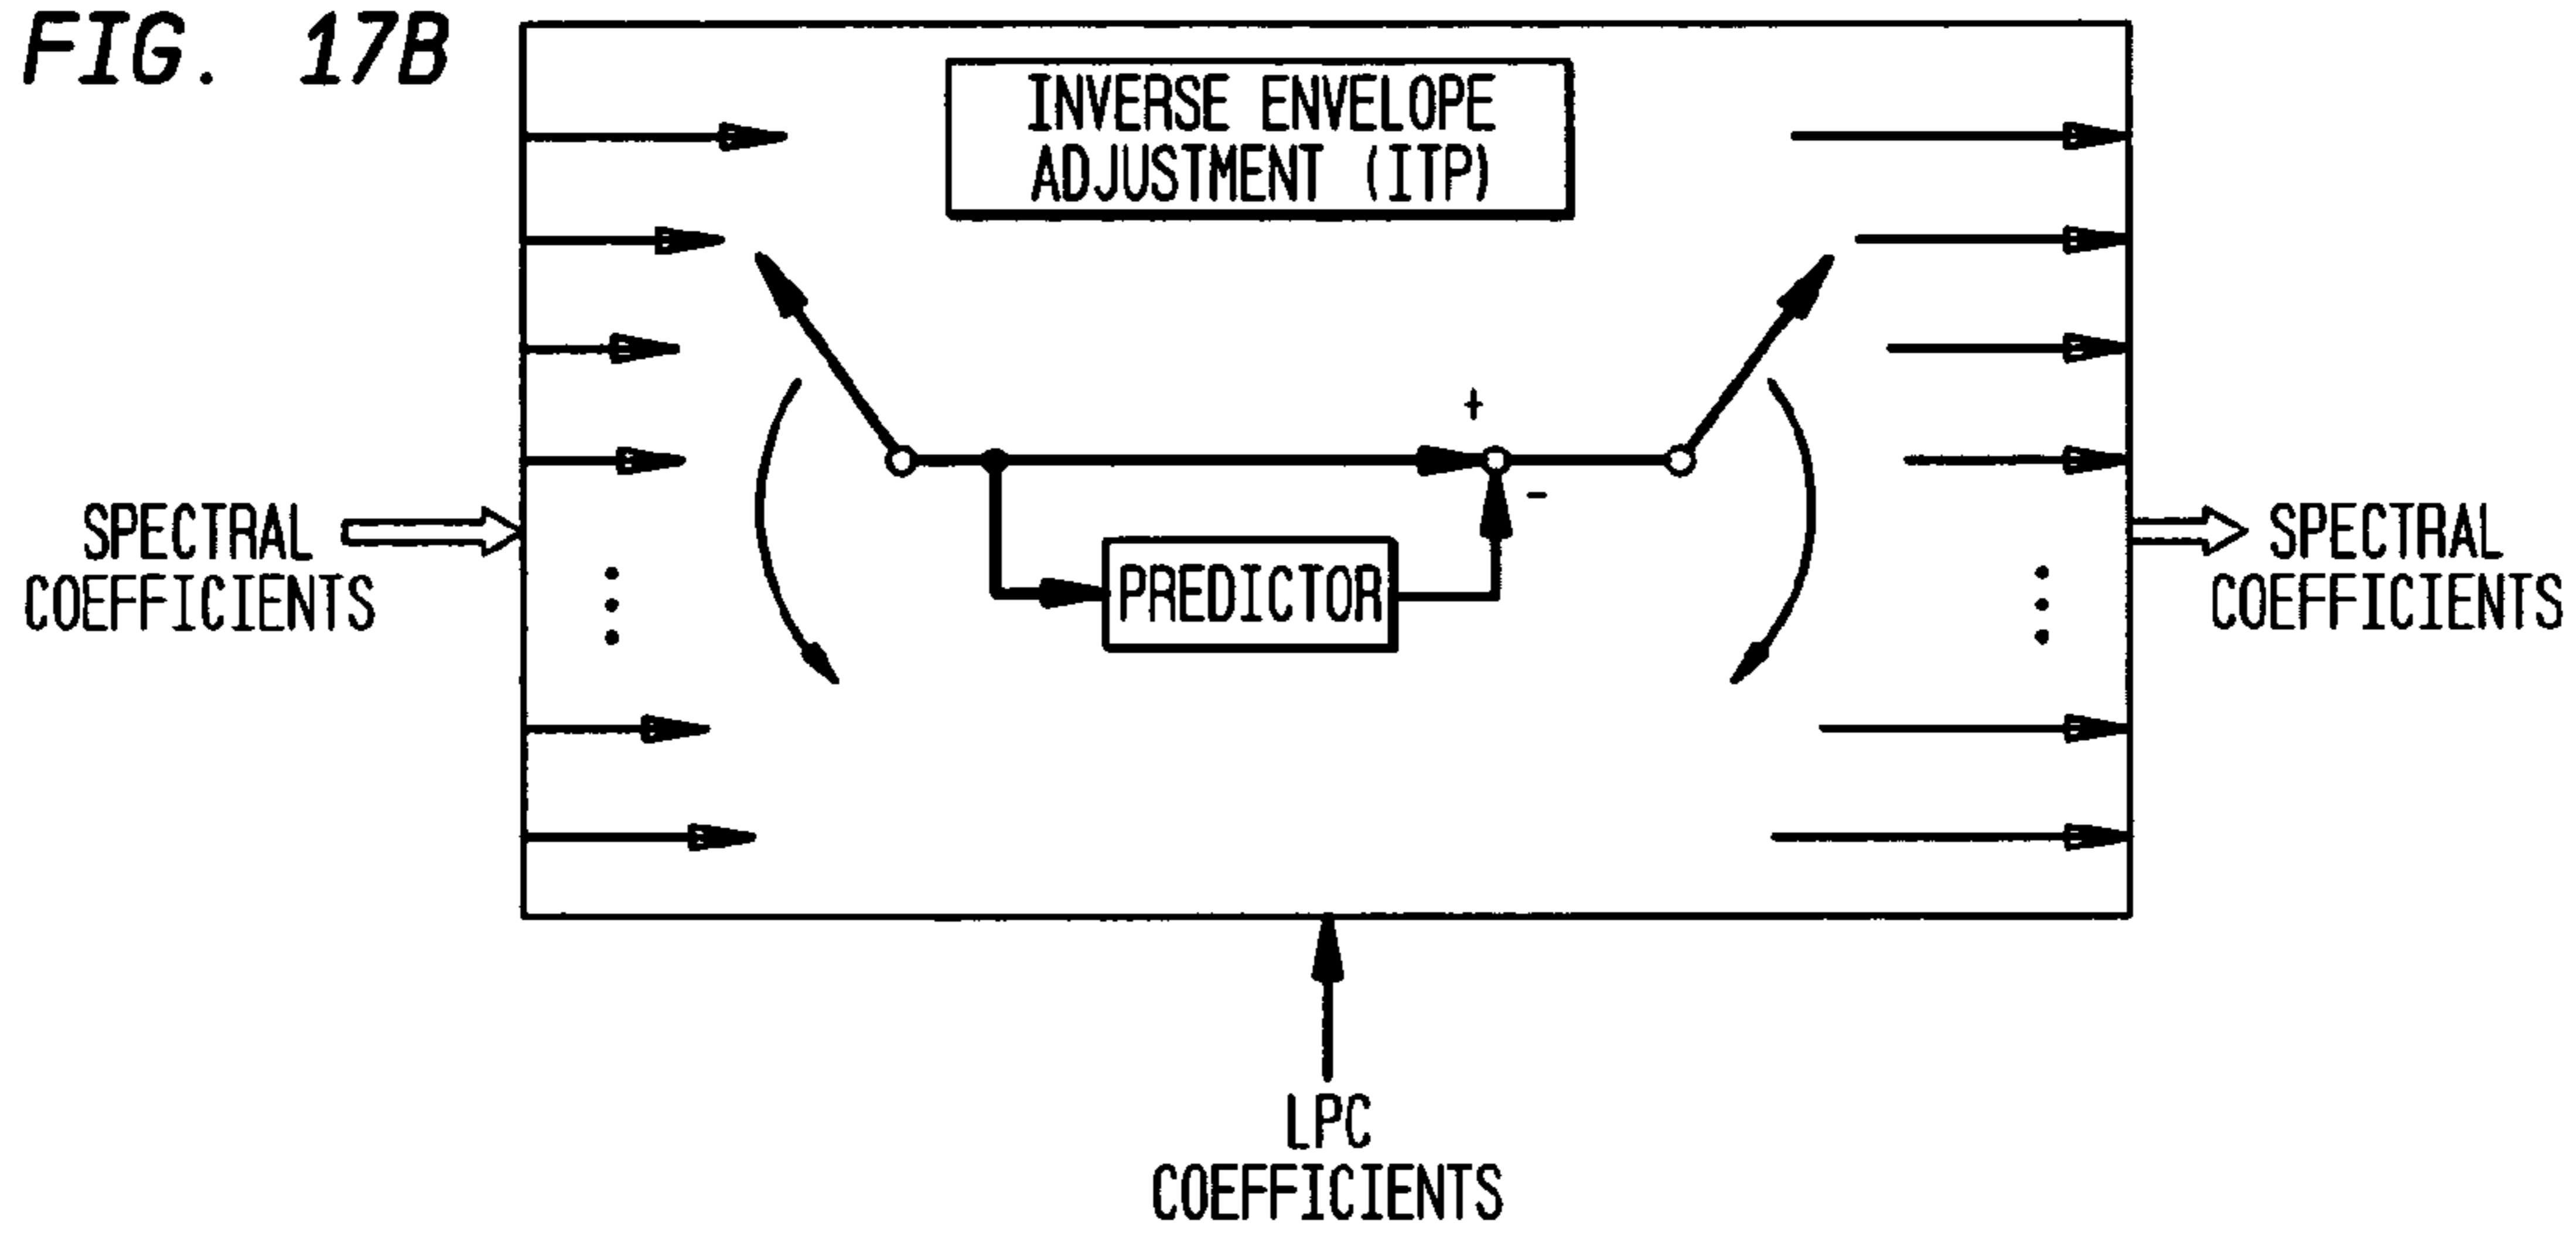 FIG. 17B
INVERSE ENVELOPE
ADJUSTMENT (ITP)
+
-
SPECTRAL
COEFFICIENTS
PREDICTOR
SPECTRAL
COEFFICIENTS
LPC
COEFFICIENTS